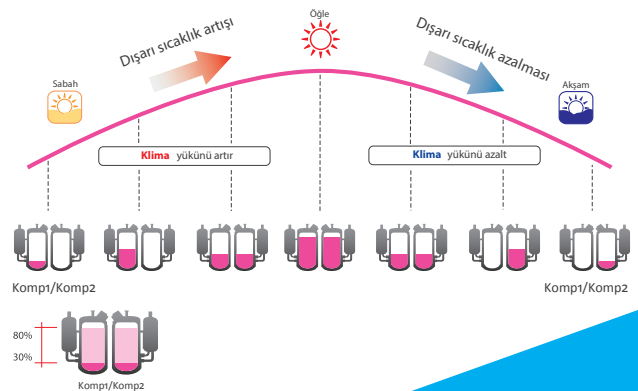 Öğle
Dışarı sıcaklık artışı
Dışarı sıcaklık azalması
Sabah
Akşam
Klima yükünü artır
Klima yükünü azalt
Komp1/Komp2
Komp1/Komp2
80%
30%
Komp1/Komp2